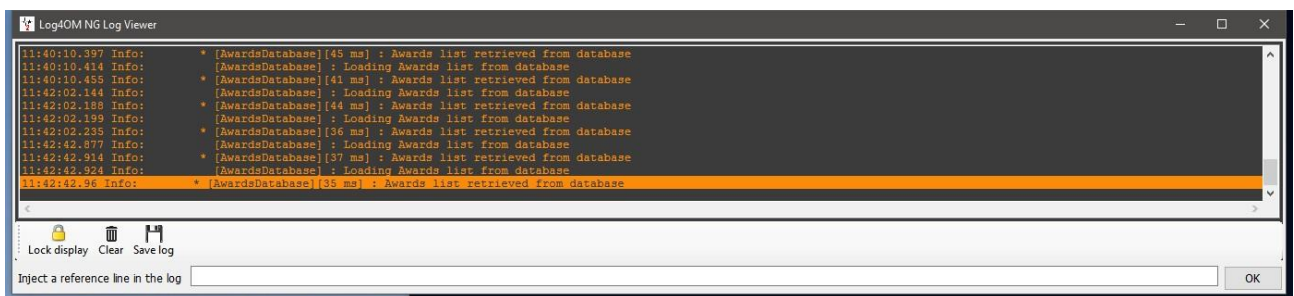 Log4OM NG Log Viewer
11:40:10.397 Info: * [AwardsDatabase][45 ms] : Awards list retrieved from database
11:40:10.414 Info: [AwardsDatabase] : Loading Awards list from database
11:40:10.455 Info: * [AwardsDatabase][41 ms] : Awards list retrieved from database
11:42:02.144 Info: [AwardsDatabase] : Loading Awards list from database
11:42:02.188 Info: * [AwardsDatabase][44 ms] : Awards list retrieved from database
11:42:02.199 Info: [AwardsDatabase] : Loading Awards list from database
11:42:02.235 Info: * [AwardsDatabase][36 ms] : Awards list retrieved from database
11:42:42.877 Info: [AwardsDatabase] : Loading Awards list from database
11:42:42.914 Info: * [AwardsDatabase][37 ms] : Awards list retrieved from database
11:42:42.924 Info: [AwardsDatabase] : Loading Awards list from database
11:42:42.96 Info: * [AwardsDatabase][35 ms] : Awards list retrieved from database
Lock display Clear Save log
Inject a reference line in the log OK